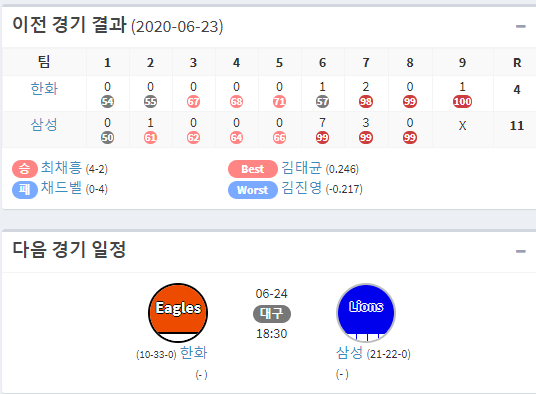 이전 경기 결과 (2020-06-23)
팀 1 2 3 4 5 6 7 8 9 R
한화 0 0 0 0 0 1 2 0 1 4
54 55 67 68 71 57 98 99 100
삼성 0 1 0 0 0 7 3 0 X 11
50 61 62 64 66 99 99 99
승 최채흥 (4-2) Best 김태균 (0.246)
패 채드벨 (0-4) Worst 김진영 (-0.217)
다음 경기 일정
Eagles 06-24 Lions
대구
18:30
(10-33-0) 한화 삼성 (21-22-0)
(- ) (- )